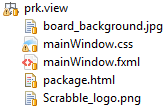 prk.view
board_background.jpg
mainWindow.css
mainWindow.fxml
package.html
Scrabble_logo.png